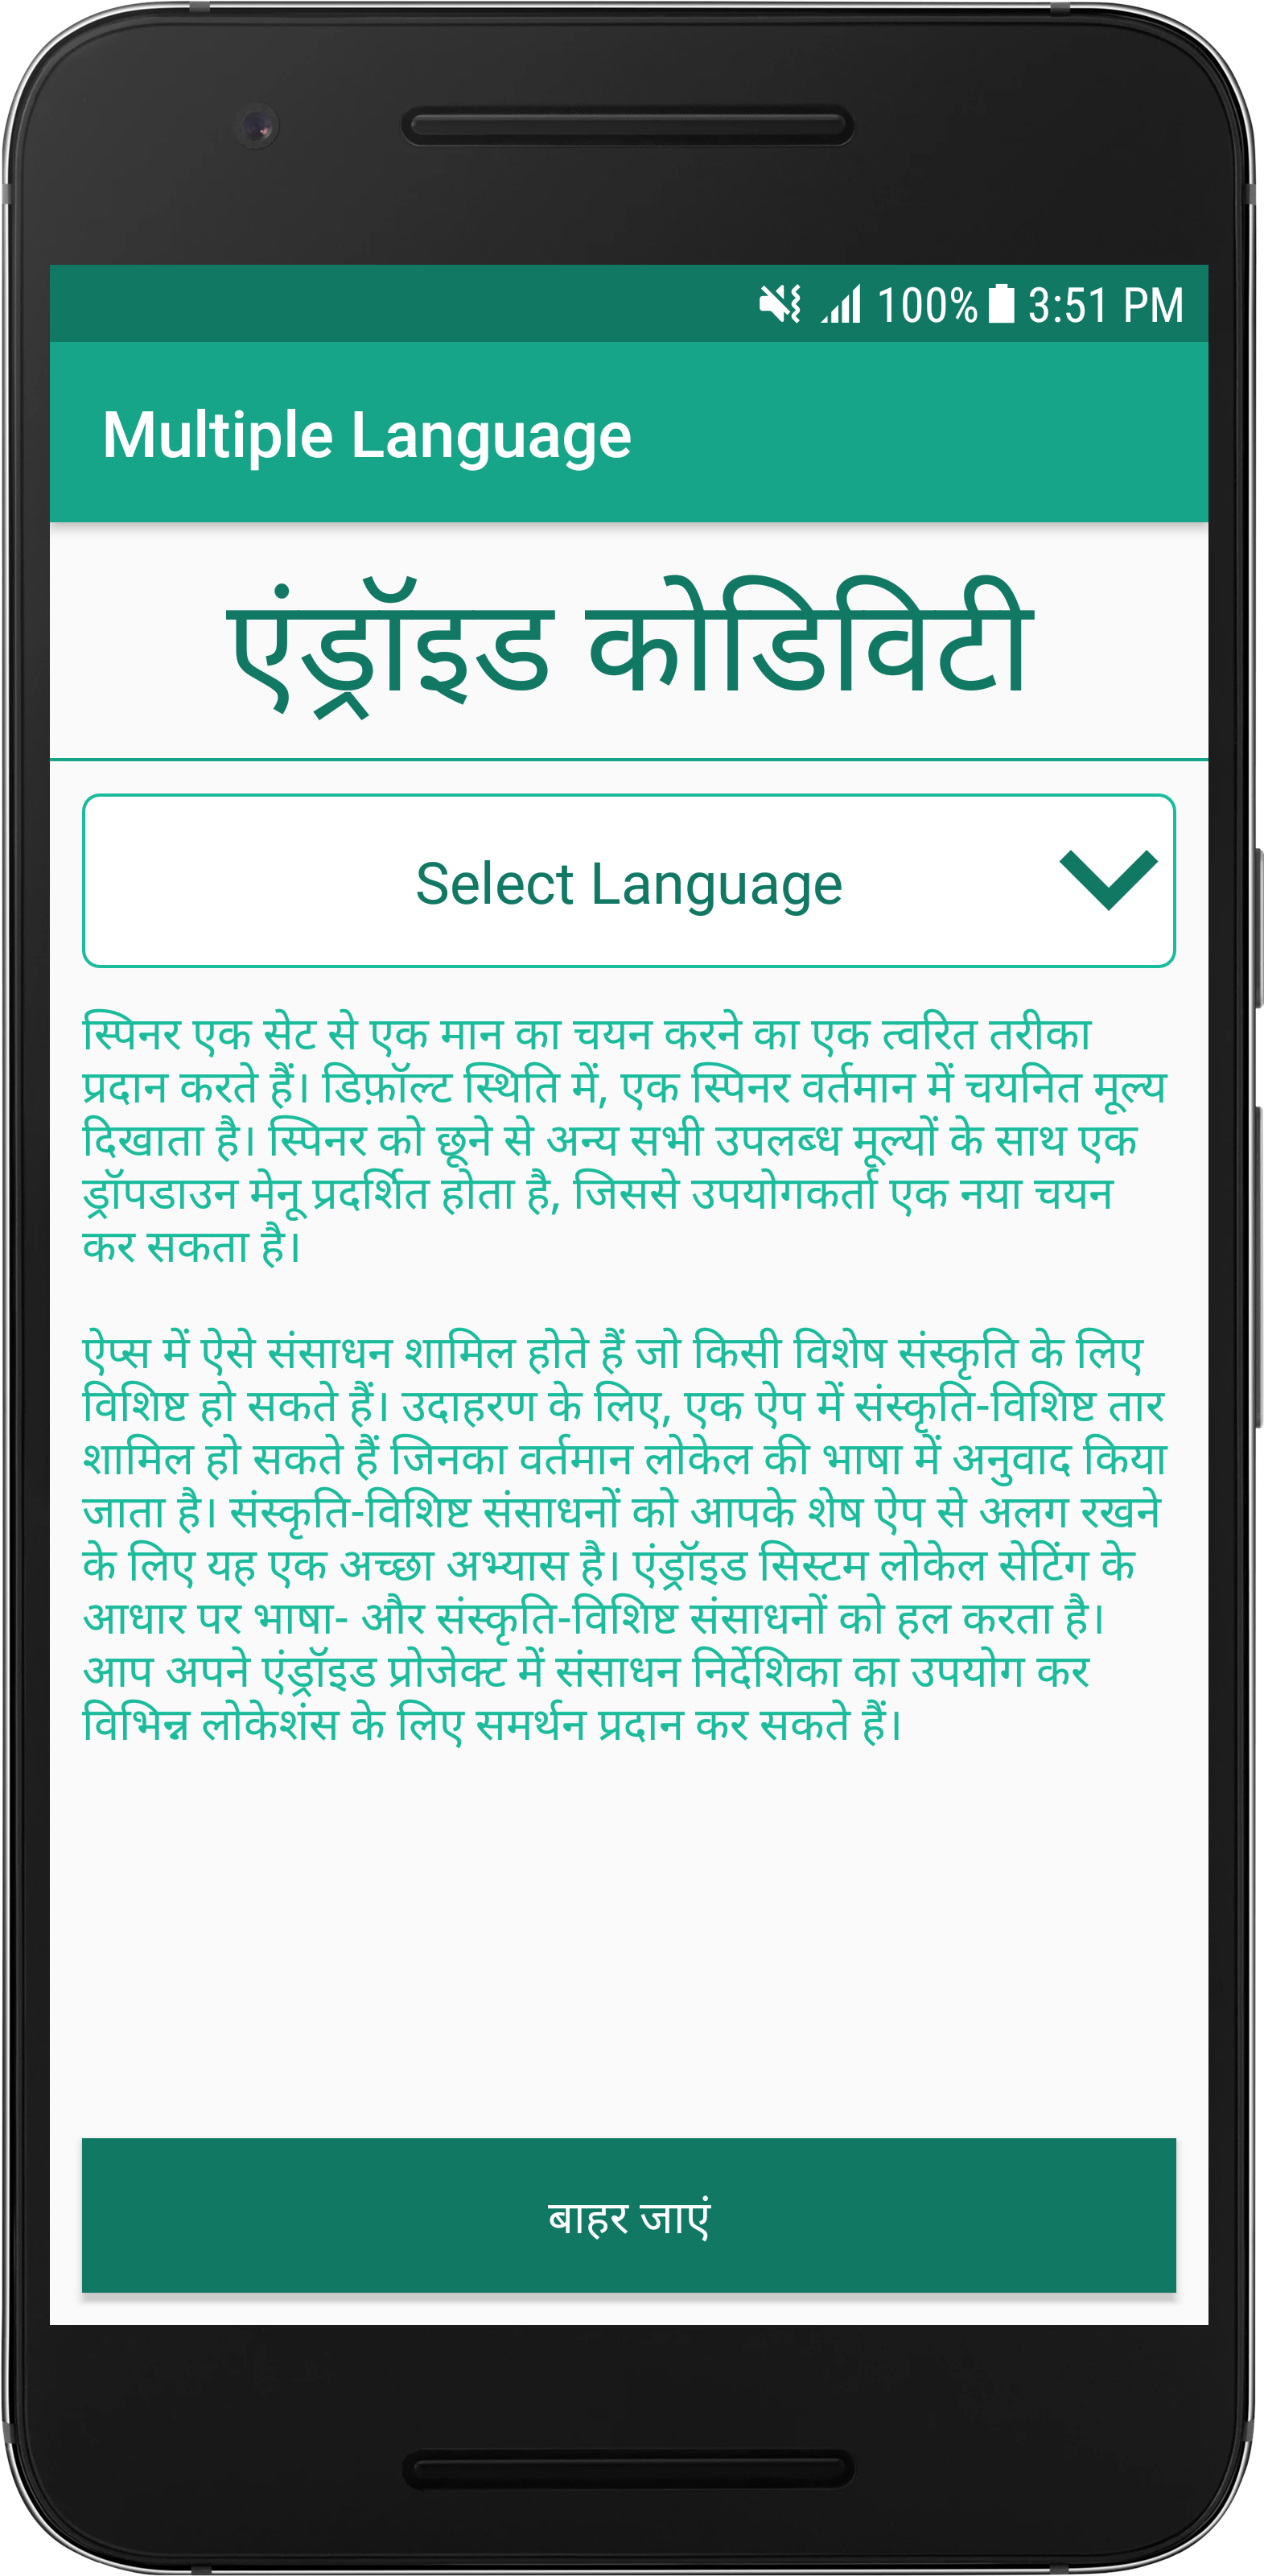 100% 3:51 PM
Multiple Language
एंड्रॉइड कोडिविटी
Select Language
स्पिनर एक सेट से एक मान का चयन करने का एक त्वरित तरीका
प्रदान करते हैं। डिफ़ॉल्ट स्थिति में, एक स्पिनर वर्तमान में चयनित मूल्य
दिखाता है। स्पिनर को छूने से अन्य सभी उपलब्ध मूल्यों के साथ एक
ड्रॉपडाउन मेनू प्रदर्शित होता है, जिससे उपयोगकर्ता एक नया चयन
कर सकता है।
ऐप्स में ऐसे संसाधन शामिल होते हैं जो किसी विशेष संस्कृति के लिए
विशिष्ट हो सकते हैं। उदाहरण के लिए, एक ऐप में संस्कृति-विशिष्ट तार
शामिल हो सकते हैं जिनका वर्तमान लोकेल की भाषा में अनुवाद किया
जाता है। संस्कृति-विशिष्ट संसाधनों को आपके शेष ऐप से अलग रखने
के लिए यह एक अच्छा अभ्यास है। एंड्रॉइड सिस्टम लोकेल सेटिंग के
आधार पर भाषा- और संस्कृति-विशिष्ट संसाधनों को हल करता है।
आप अपने एंड्रॉइड प्रोजेक्ट में संसाधन निर्देशिका का उपयोग कर
विभिन्न लोकेशंस के लिए समर्थन प्रदान कर सकते हैं।
बाहर जाएं